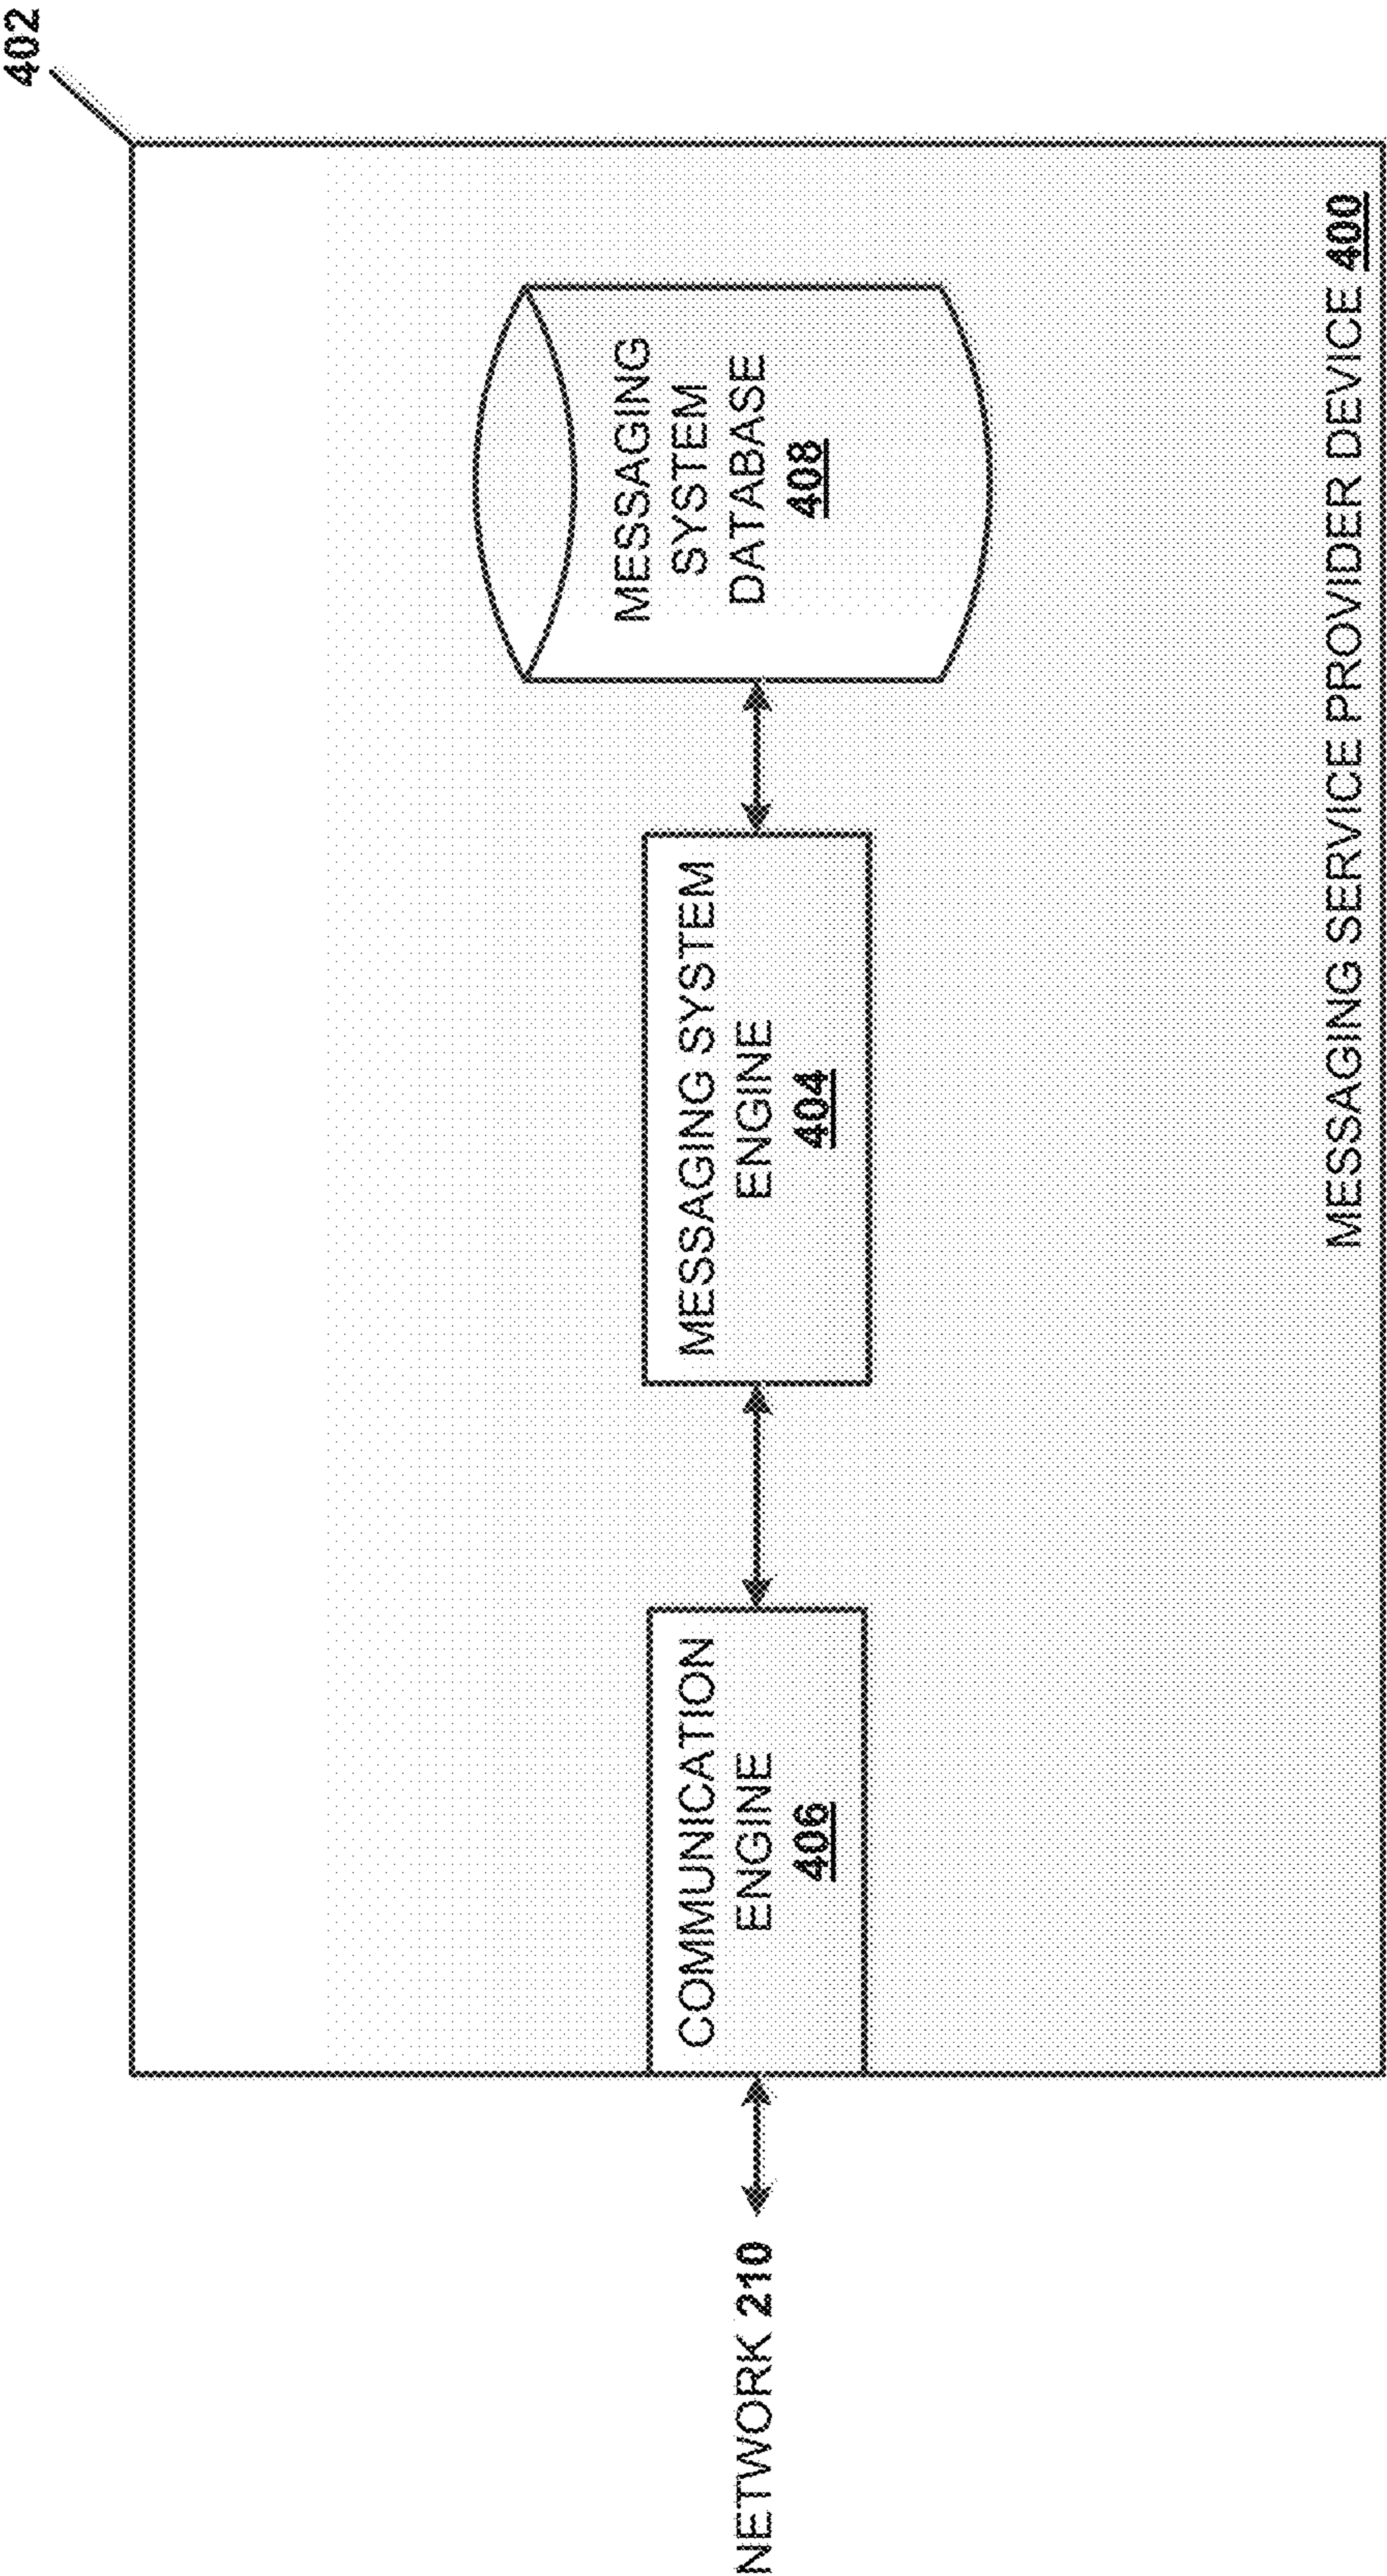 402
NETWORK 210
COMMUNICATION
ENGINE
406
MESSAGING SYSTEM
ENGINE
404
MESSAGING
SYSTEM
DATABASE
408
MESSAGING SERVICE PROVIDER DEVICE 400